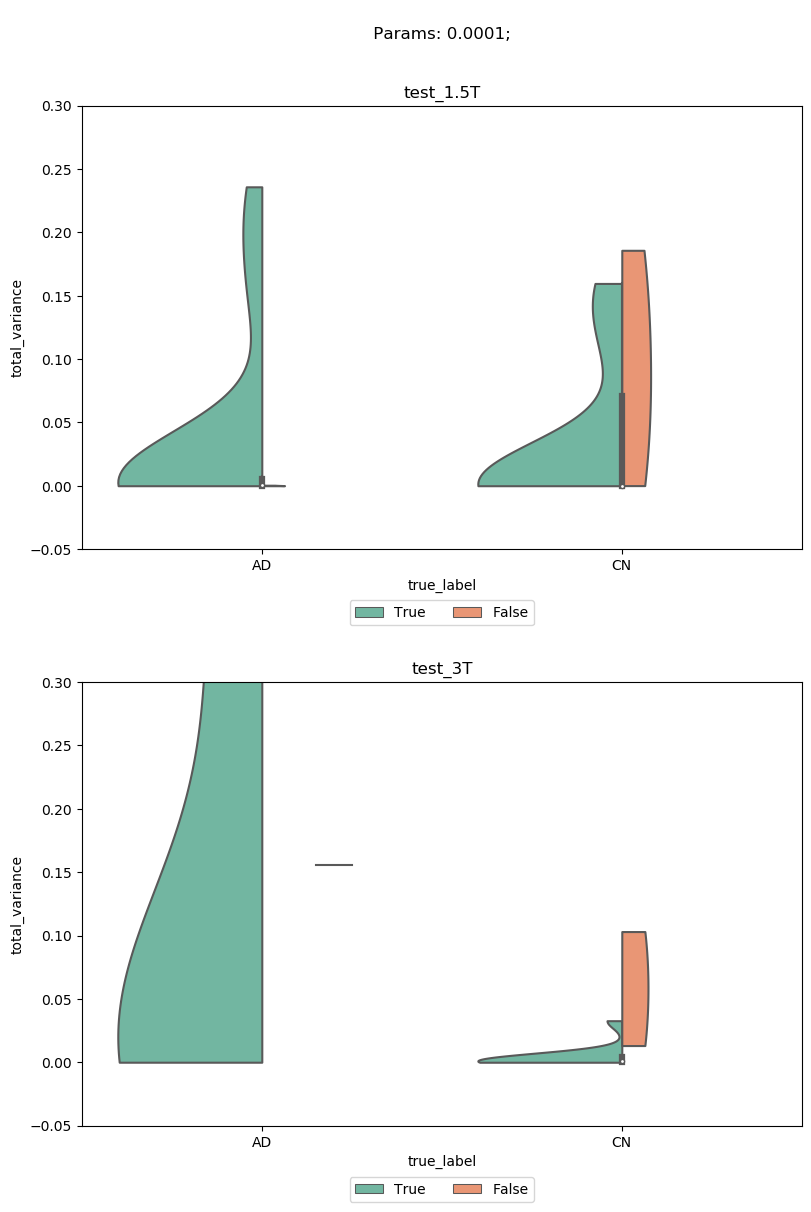 Params: 0.0001;
test_1.5T
0.30
0.25
0.20
0.15
0.10
0.05
0.00
−0.05
total_variance
AD CN
true_label
True False
test_3T
0.30
0.25
0.20
0.15
0.10
0.05
0.00
−0.05
total_variance
AD CN
true_label
True False